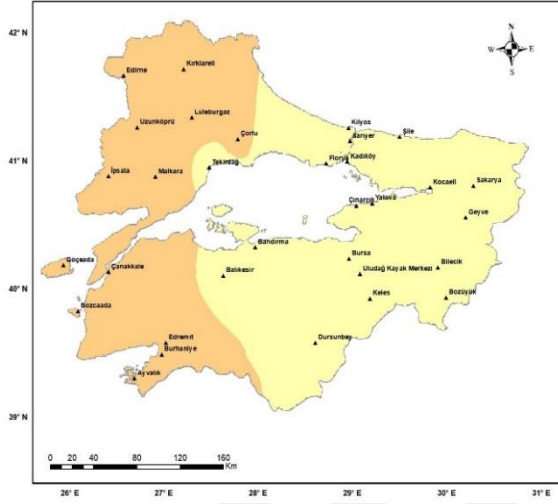 42° N
N
W E
S
Kırklareli
Edirne
Luleburgaz
Uzunköprü
Kilyos
Sarıyer
Şile
Çorlu
41° N
Tekirdağ
Florya
Kadıköy
İpsala
Malkara
Kocaeli
Sakarya
Çınarcık
Yalova
Geyve
Bandırma
Bursa
Gokçeada
Çanakkale
Balıkesir
Uludağ Kayak Merkezi
Bilecik
40° N
Bozcaada
Keles
Bozüyük
Edremit
Burhaniye
Dursunbey
Ayvalık
39° N
0 20 40 80 120 160
Km
26° E 27° E 28° E 29° E 30° E 31° E